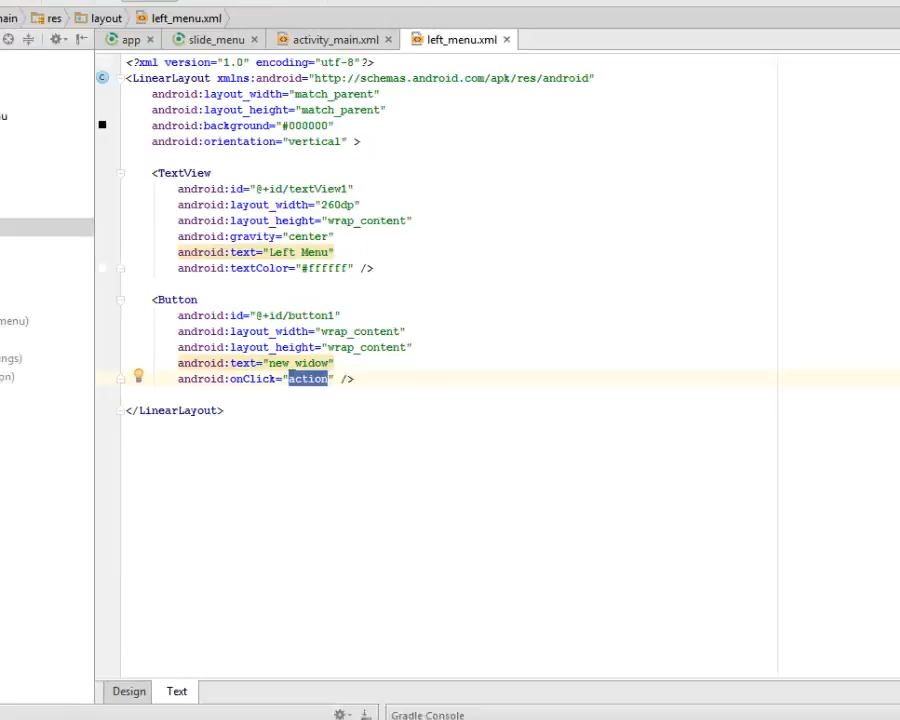 res layout left_menu.xml
app slide_menu activity_main.xml left_menu.xml
<?xml version="1.0" encoding="utf-8"?>
<LinearLayout xmlns:android="http://schemas.android.com/apk/res/android"
android:layout_width="match_parent"
android:layout_height="match_parent"
android:background="#000000"
android:orientation="vertical" >
<TextView
android:id="@+id/textView1"
android:layout_width="260dp"
android:layout_height="wrap_content"
android:gravity="center"
android:text="Left Menu"
android:textColor="#ffffff" />
<Button
android:id="@+id/button1"
android:layout_width="wrap_content"
android:layout_height="wrap_content"
android:text="new widow"
android:onClick="action" />
</LinearLayout>
menu)
Design Text
Gradle Console